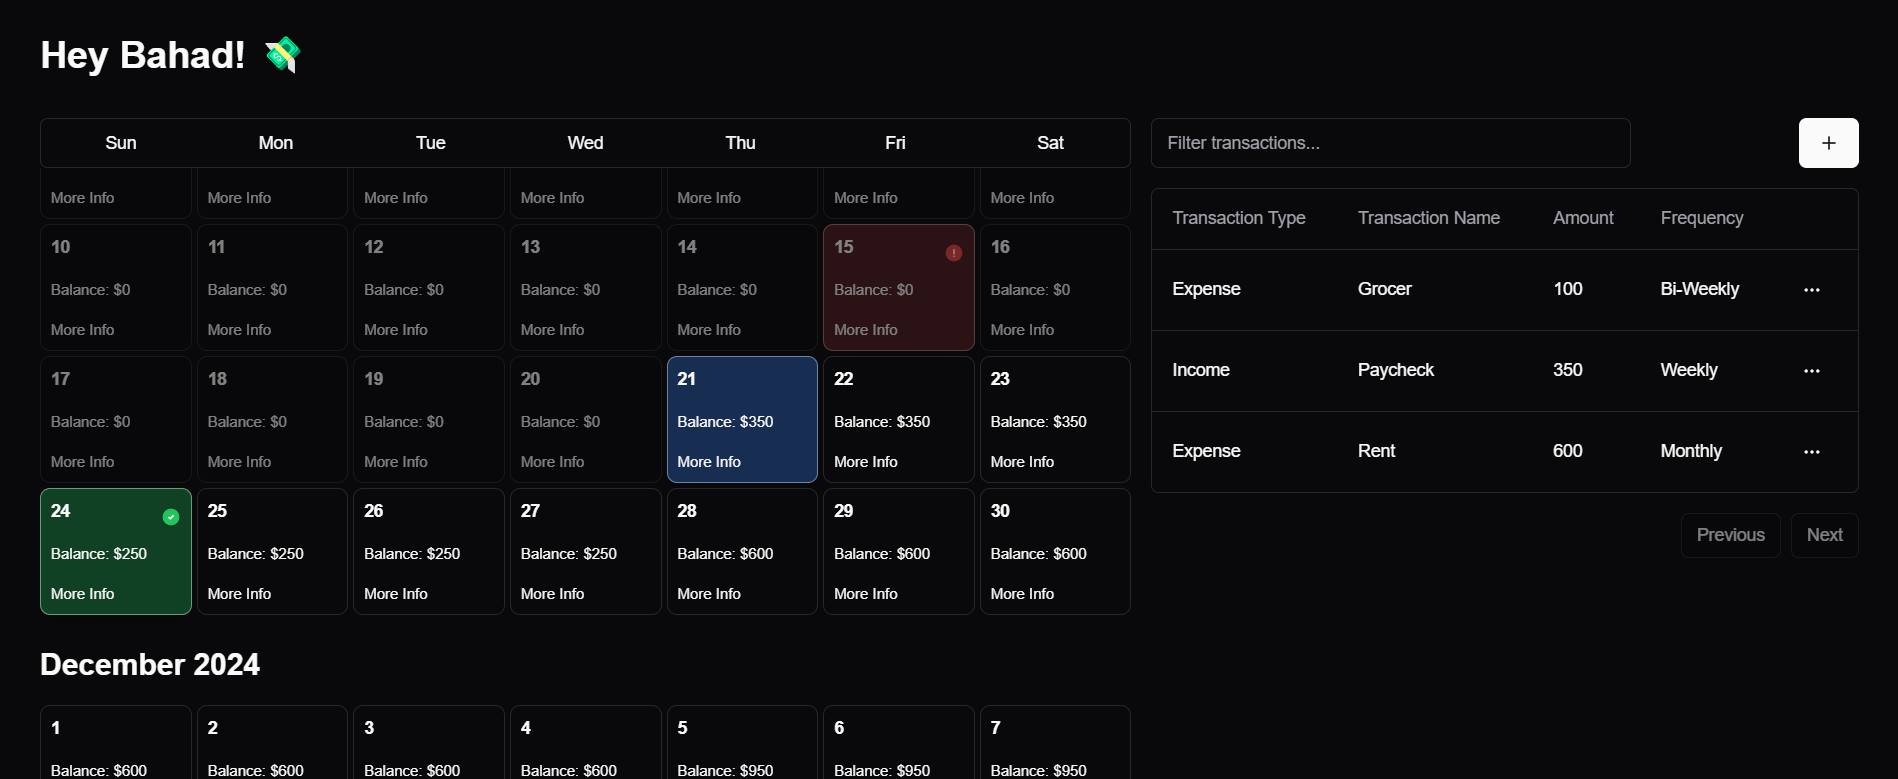 Hey Bahad!
Sun Mon Tue Wed Thu Fri Sat
More Info More Info More Info More Info More Info More Info More Info
10 11 12 13 14 15 16
Balance: $0 Balance: $0 Balance: $0 Balance: $0 Balance: $0 Balance: $0 Balance: $0
More Info More Info More Info More Info More Info More Info More Info
17 18 19 20 21 22 23
Balance: $0 Balance: $0 Balance: $0 Balance: $0 Balance: $350 Balance: $350 Balance: $350
More Info More Info More Info More Info More Info More Info More Info
24 25 26 27 28 29 30
Balance: $250 Balance: $250 Balance: $250 Balance: $250 Balance: $600 Balance: $600 Balance: $600
More Info More Info More Info More Info More Info More Info More Info
December 2024
1 2 3 4 5 6 7
Balance: $600 Balance: $600 Balance: $600 Balance: $600 Balance: $950 Balance: $950 Balance: $950
Filter transactions...
+
Transaction Type Transaction Name Amount Frequency
Expense Grocer 100 Bi-Weekly ...
Income Paycheck 350 Weekly ...
Expense Rent 600 Monthly ...
Previous Next